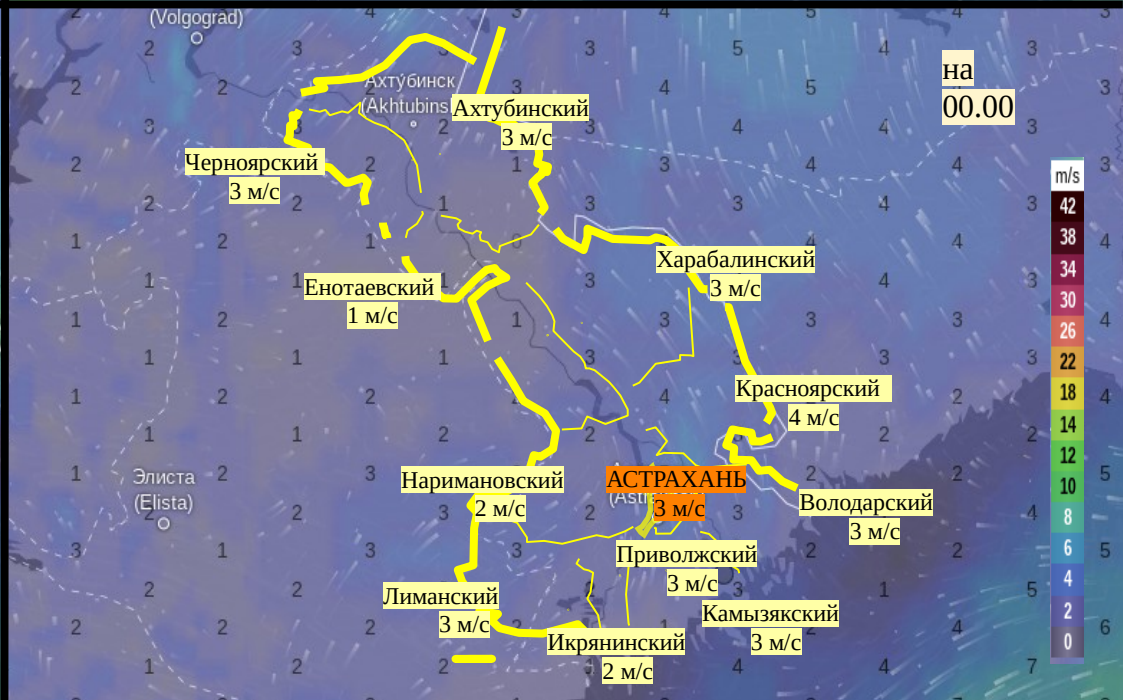 (Volgograd)
на
00.00
Ахтубинск
(Akhtubins
Ахтубинский
3 м/с
Черноярский
3 м/с
m/s
42
38
34
30
26
22
18
14
12
10
8
6
4
2
0
Харабалинский
3 м/с
Енотаевский
1 м/с
Красноярский
4 м/с
Элиста
(Elista)
Наримановский
2 м/с
АСТРАХАНЬ
(Astr
3 м/с
Володарский
3 м/с
Приволжский
3 м/с
Лиманский
3 м/с
Камызякский
3 м/с
Икрянинский
2 м/с